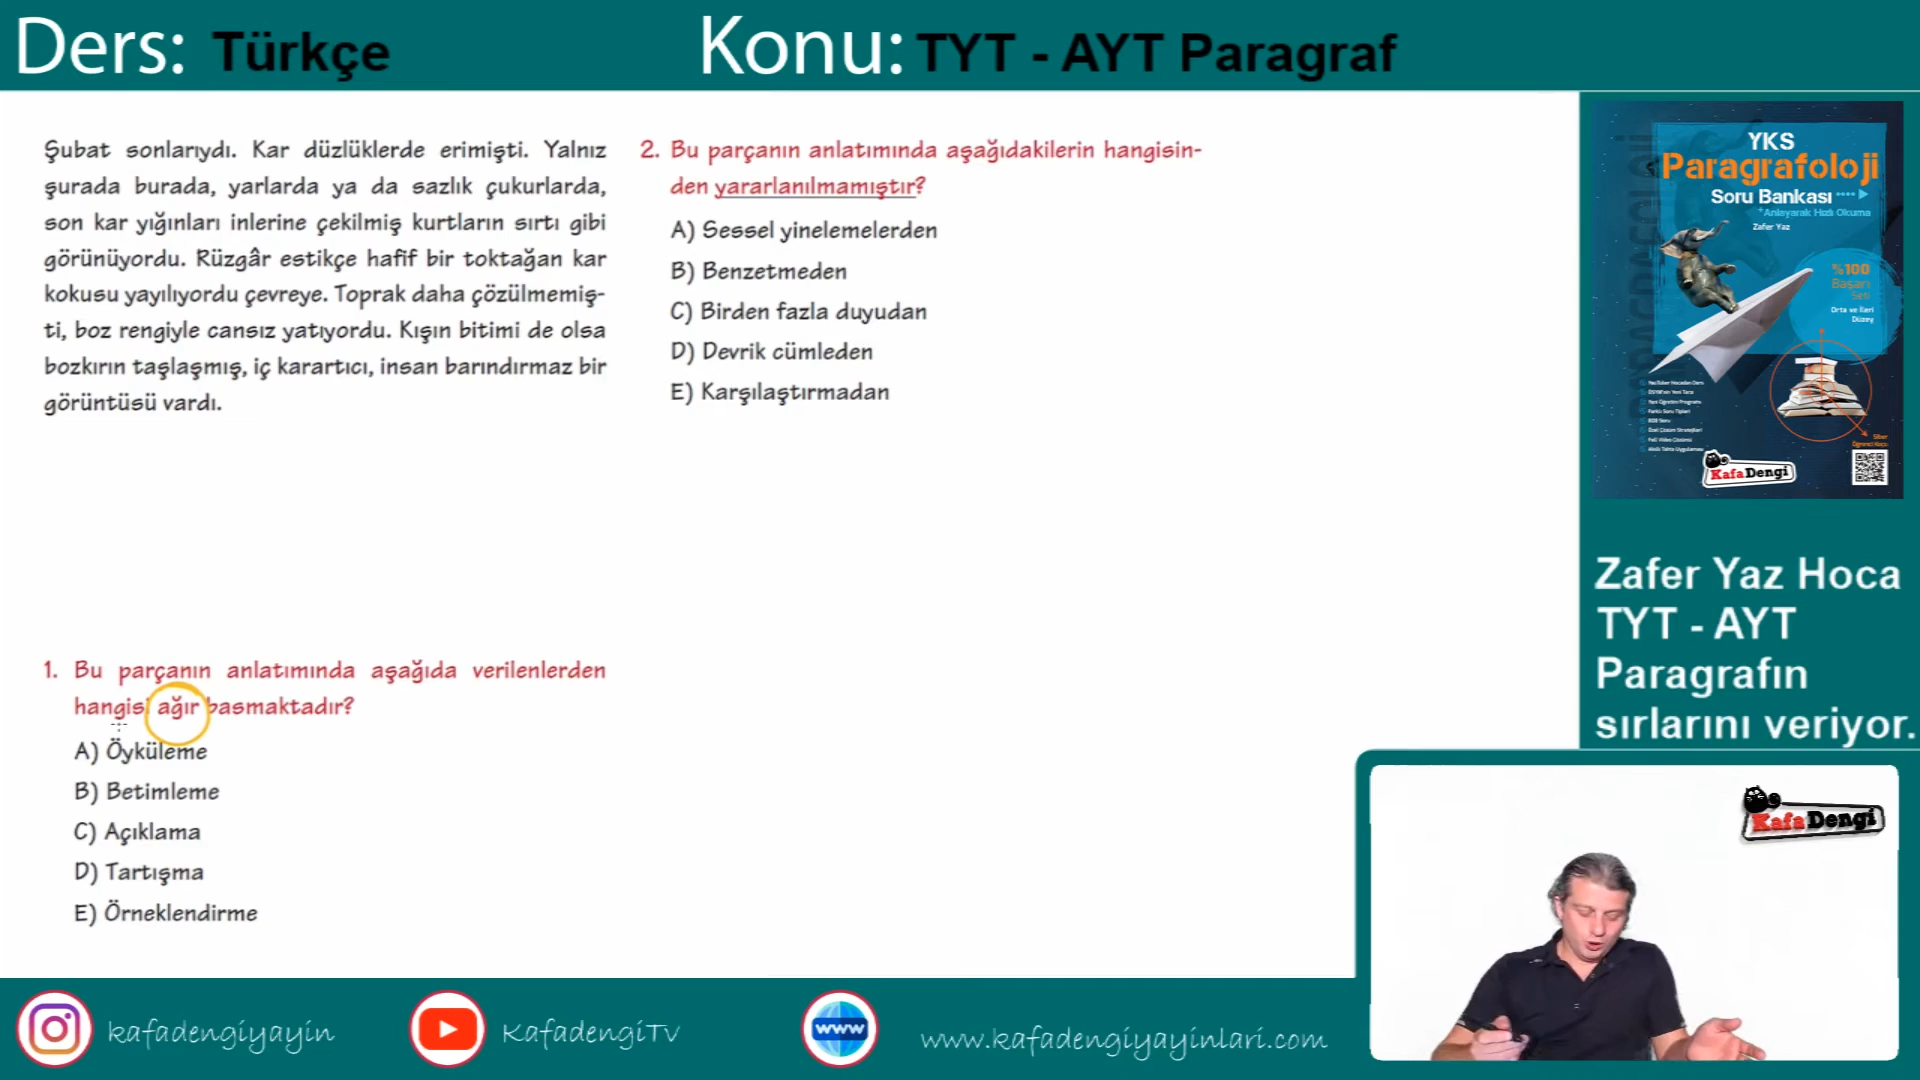 Ders: Türkçe
Konu: TYT - AYT Paragraf
Şubat sonlarıydı. Kar düzlüklerde erimişti. Yalnız
şurada burada, yarlarda ya da sazlık çukurlarda,
son kar yığınları inlerine çekilmiş kurtların sırtı gibi
görünüyordu. Rüzgâr estikçe hafif bir toktağan kar
kokusu yayılıyordu çevreye. Toprak daha çözülmemiş-
ti, boz rengiyle cansız yatıyordu. Kışın bitimi de olsa
bozkırın taşlaşmış, iç karartıcı, insan barındırmaz bir
görüntüsü vardı.
1. Bu parçanın anlatımında aşağıda verilenlerden
hangisi ağır basmaktadır?
A) Öyküleme
B) Betimleme
C) Açıklama
D) Tartışma
E) Örneklendirme
2. Bu parçanın anlatımında aşağıdakilerin hangisin-
den yararlanılmamıştır?
A) Sessel yinelemelerden
B) Benzetmeden
C) Birden fazla duyudan
D) Devrik cümleden
E) Karşılaştırmadan
YKS
Paragrafoloji
Soru Bankası
+Anlayarak Hızlı Okuma
Zafer Yaz
%100
Başarı
Seti
Orta ve İleri
Düzey
KafaDengi
Zafer Yaz Hoca
TYT - AYT
Paragrafın
sırlarını veriyor.
KafaDengi
kafadengiyayin
KafadengiTV
www
www.kafadengiyayinlari.com